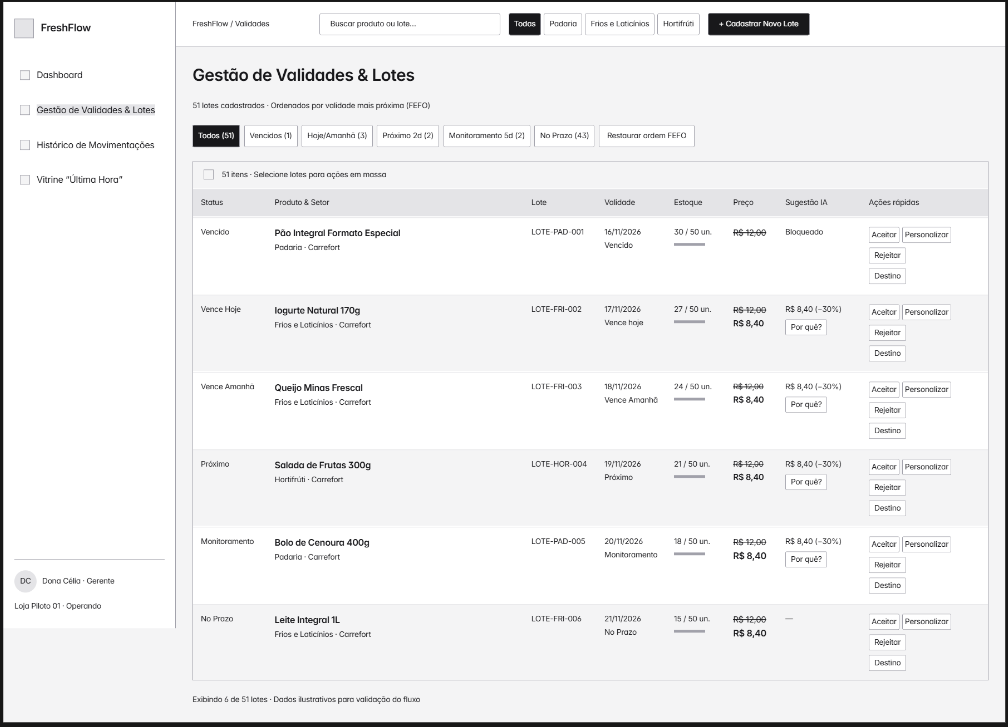 FreshFlow
Dashboard
Gestão de Validades & Lotes
Histórico de Movimentações
Vitrine “Última Hora”
DC Dona Célia · Gerente
Loja Piloto 01 · Operando
FreshFlow / Validades Buscar produto ou lote... Todas Padaria Frios e Laticínios Hortifrúti + Cadastrar Novo Lote
Gestão de Validades & Lotes
51 lotes cadastrados · Ordenados por validade mais próxima (FEFO)
Todos (51) Vencidos (1) Hoje/Amanhã (3) Próximo 2d (2) Monitoramento 5d (2) No Prazo (43) Restaurar ordem FEFO
51 itens · Selecione lotes para ações em massa
Status Produto & Setor Lote Validade Estoque Preço Sugestão IA Ações rápidas
Vencido Pão Integral Formato Especial LOTE-PAD-001 16/11/2026 30 / 50 un. R$ 12,00 Bloqueado Aceitar Personalizar
Padaria · Carrefort Vencido
Rejeitar
Destino
Vence Hoje Iogurte Natural 170g LOTE-FRI-002 17/11/2026 27 / 50 un. R$ 12,00 R$ 8,40 (−30%) Aceitar Personalizar
Frios e Laticínios · Carrefort Vence hoje R$ 8,40 Por quê?
Rejeitar
Destino
Vence Amanhã Queijo Minas Frescal LOTE-FRI-003 18/11/2026 24 / 50 un. R$ 12,00 R$ 8,40 (−30%) Aceitar Personalizar
Frios e Laticínios · Carrefort Vence Amanhã R$ 8,40 Por quê?
Rejeitar
Destino
Próximo Salada de Frutas 300g LOTE-HOR-004 19/11/2026 21 / 50 un. R$ 12,00 R$ 8,40 (−30%) Aceitar Personalizar
Hortifrúti · Carrefort Próximo R$ 8,40 Por quê?
Rejeitar
Destino
Monitoramento Bolo de Cenoura 400g LOTE-PAD-005 20/11/2026 18 / 50 un. R$ 12,00 R$ 8,40 (−30%) Aceitar Personalizar
Padaria · Carrefort Monitoramento R$ 8,40 Por quê?
Rejeitar
Destino
No Prazo Leite Integral 1L LOTE-FRI-006 21/11/2026 15 / 50 un. R$ 12,00 — Aceitar Personalizar
Frios e Laticínios · Carrefort No Prazo R$ 8,40
Rejeitar
Destino
Exibindo 6 de 51 lotes · Dados ilustrativos para validação do fluxo